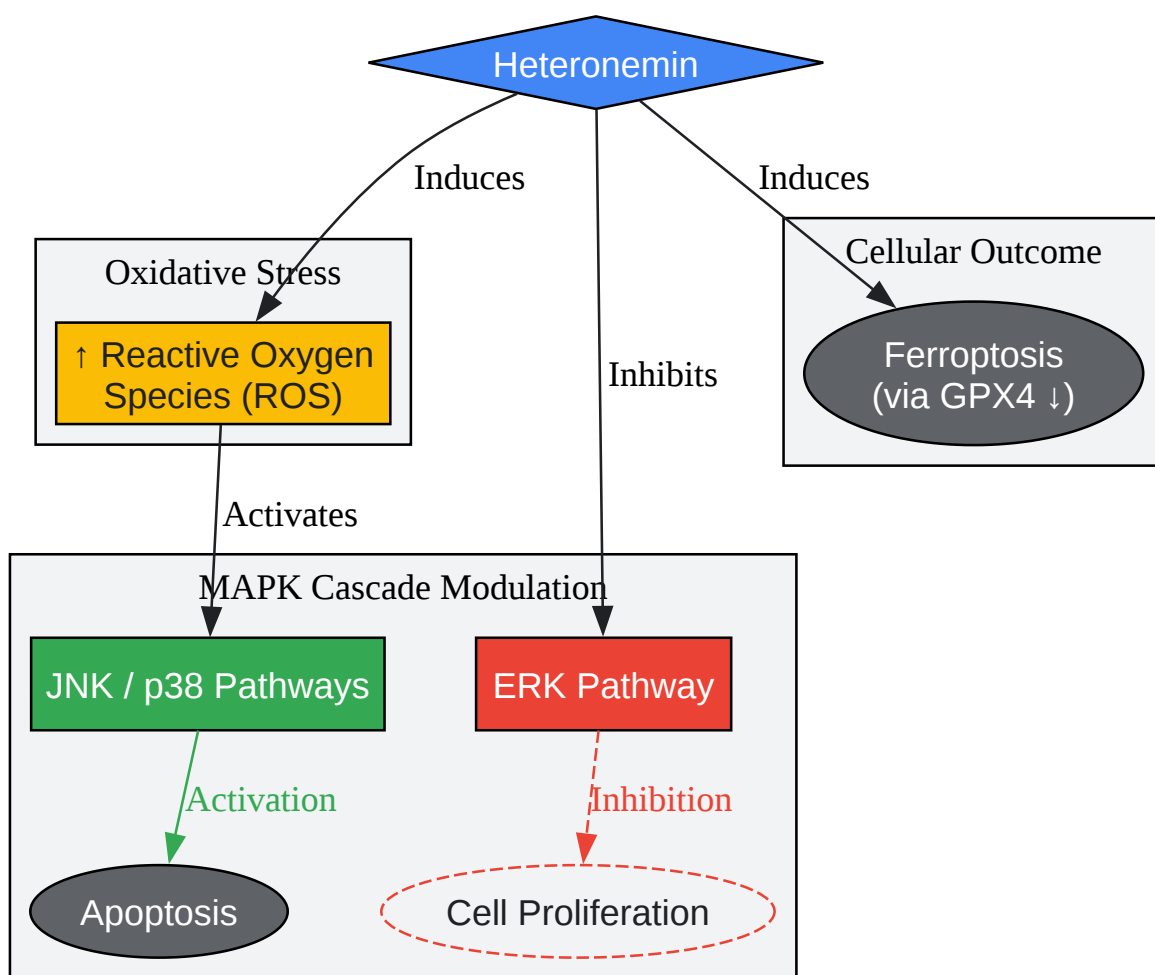 Heteronemin
Induces
Induces
Oxidative Stress
Cellular Outcome
↑ Reactive Oxygen
Species (ROS)
Ferroptosis
(via GPX4 ↓)
Inhibits
Activates
MAPK Cascade Modulation
JNK / p38 Pathways
ERK Pathway
Activation
Inhibition
Apoptosis
Cell Proliferation